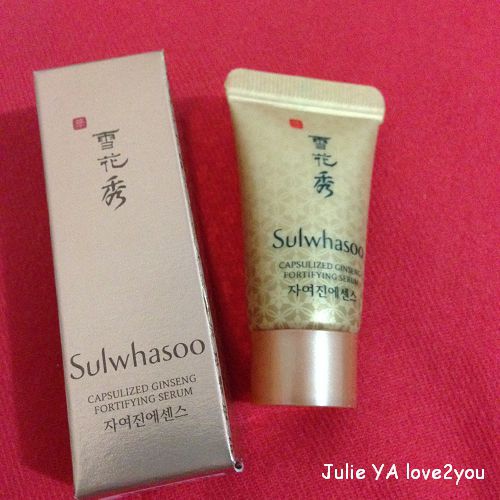 雪花秀
Sulwhasoo
CAPSULIZED GINSENG
FORTIFYING SERUM
자여진에센스
雪花秀
Sulwhasoo
CAPSULIZED GINSENG
FORTIFYING SERUM
자여진에센스
Julie YA love2you